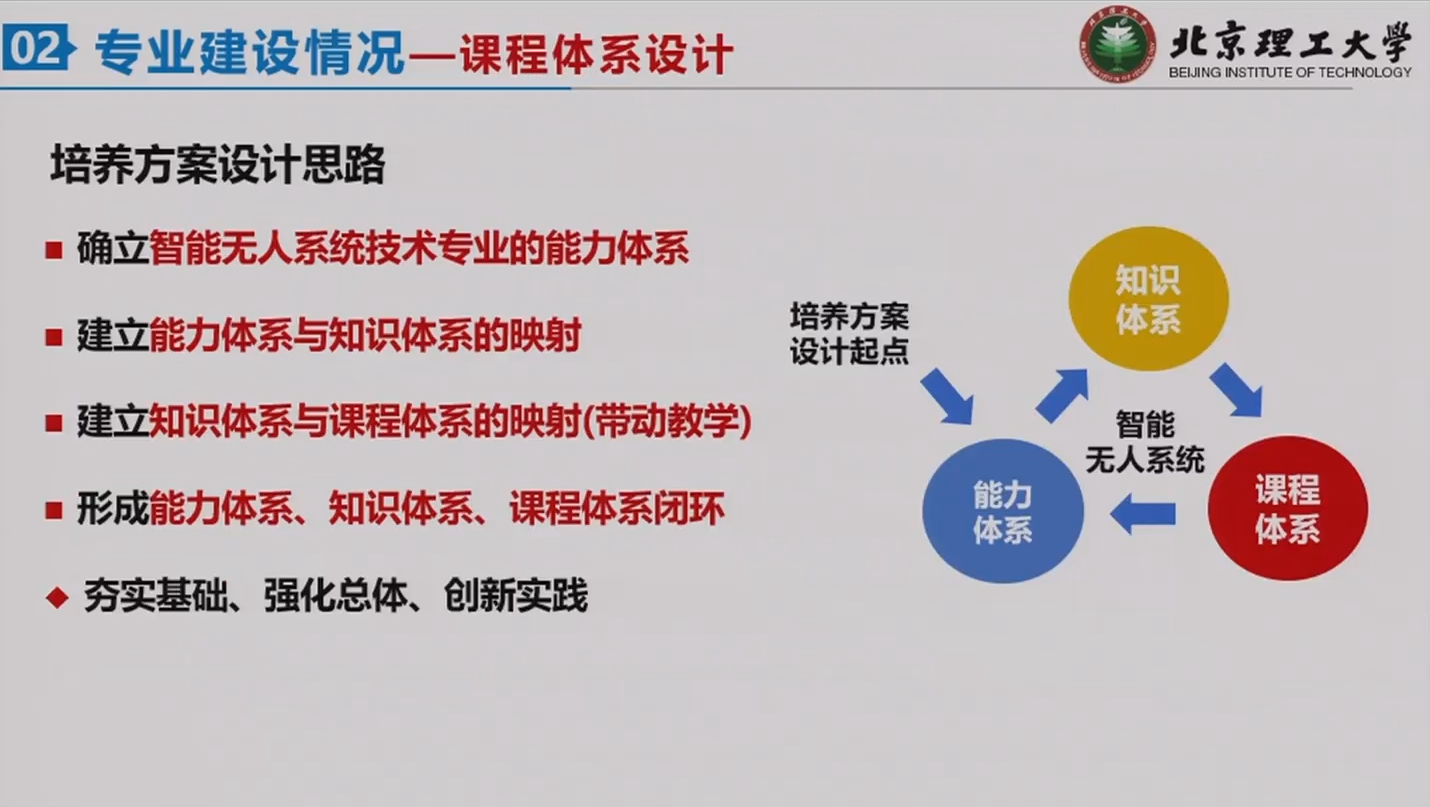 02 专业建设情况—课程体系设计
北京理工大学
BEIJING INSTITUTE OF TECHNOLOGY
培养方案设计思路
确立智能无人系统技术专业的能力体系
建立能力体系与知识体系的映射
建立知识体系与课程体系的映射(带动教学)
形成能力体系、知识体系、课程体系闭环
夯实基础、强化总体、创新实践
培养方案
设计起点
知识
体系
智能
无人系统
能力
体系
课程
体系